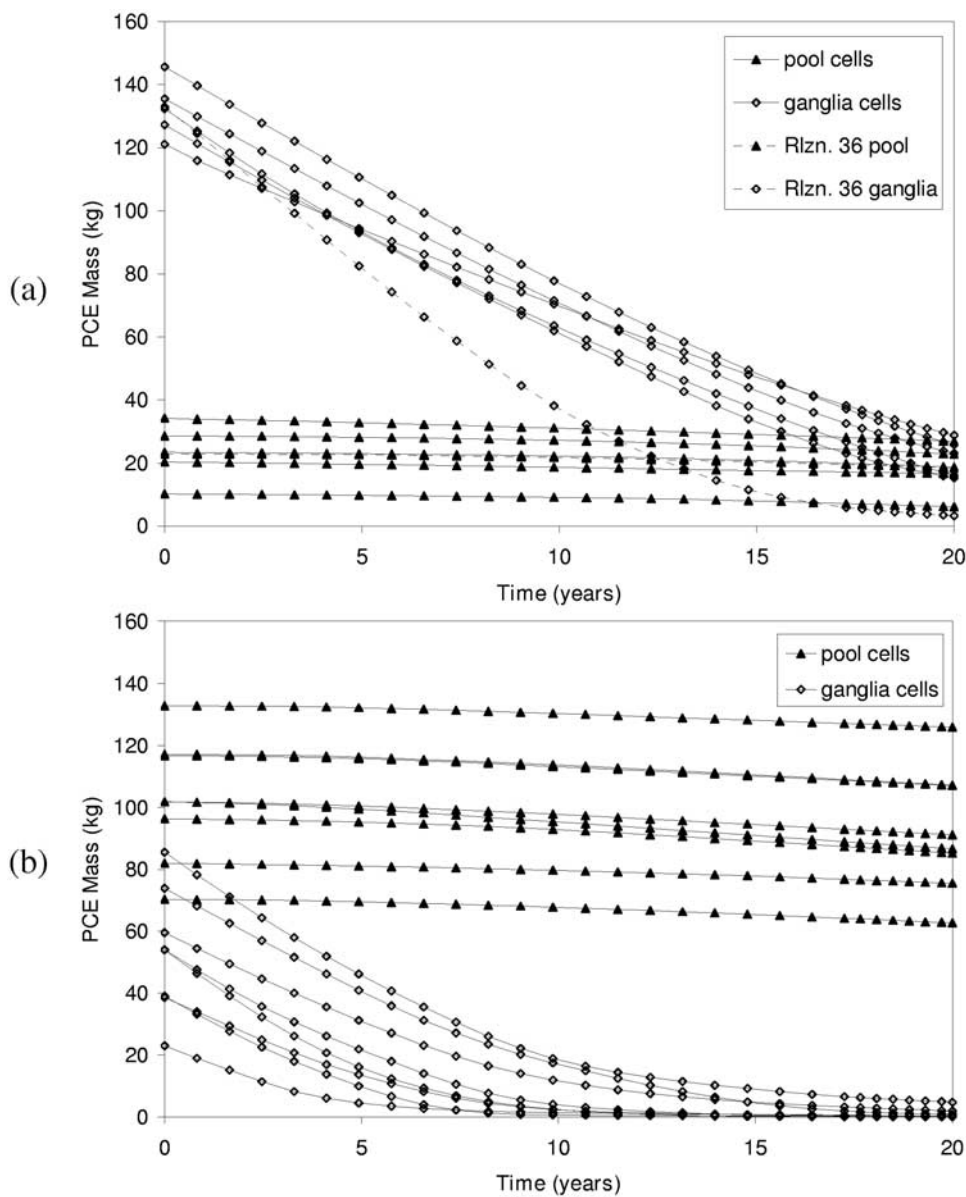 (a)
PCE Mass (kg)
160
140
120
100
80
60
40
20
0
pool cells
ganglia cells
Rlzn. 36 pool
Rlzn. 36 ganglia
0 5 10 15 20
Time (years)
(b)
PCE Mass (kg)
160
140
120
100
80
60
40
20
0
pool cells
ganglia cells
0 5 10 15 20
Time (years)